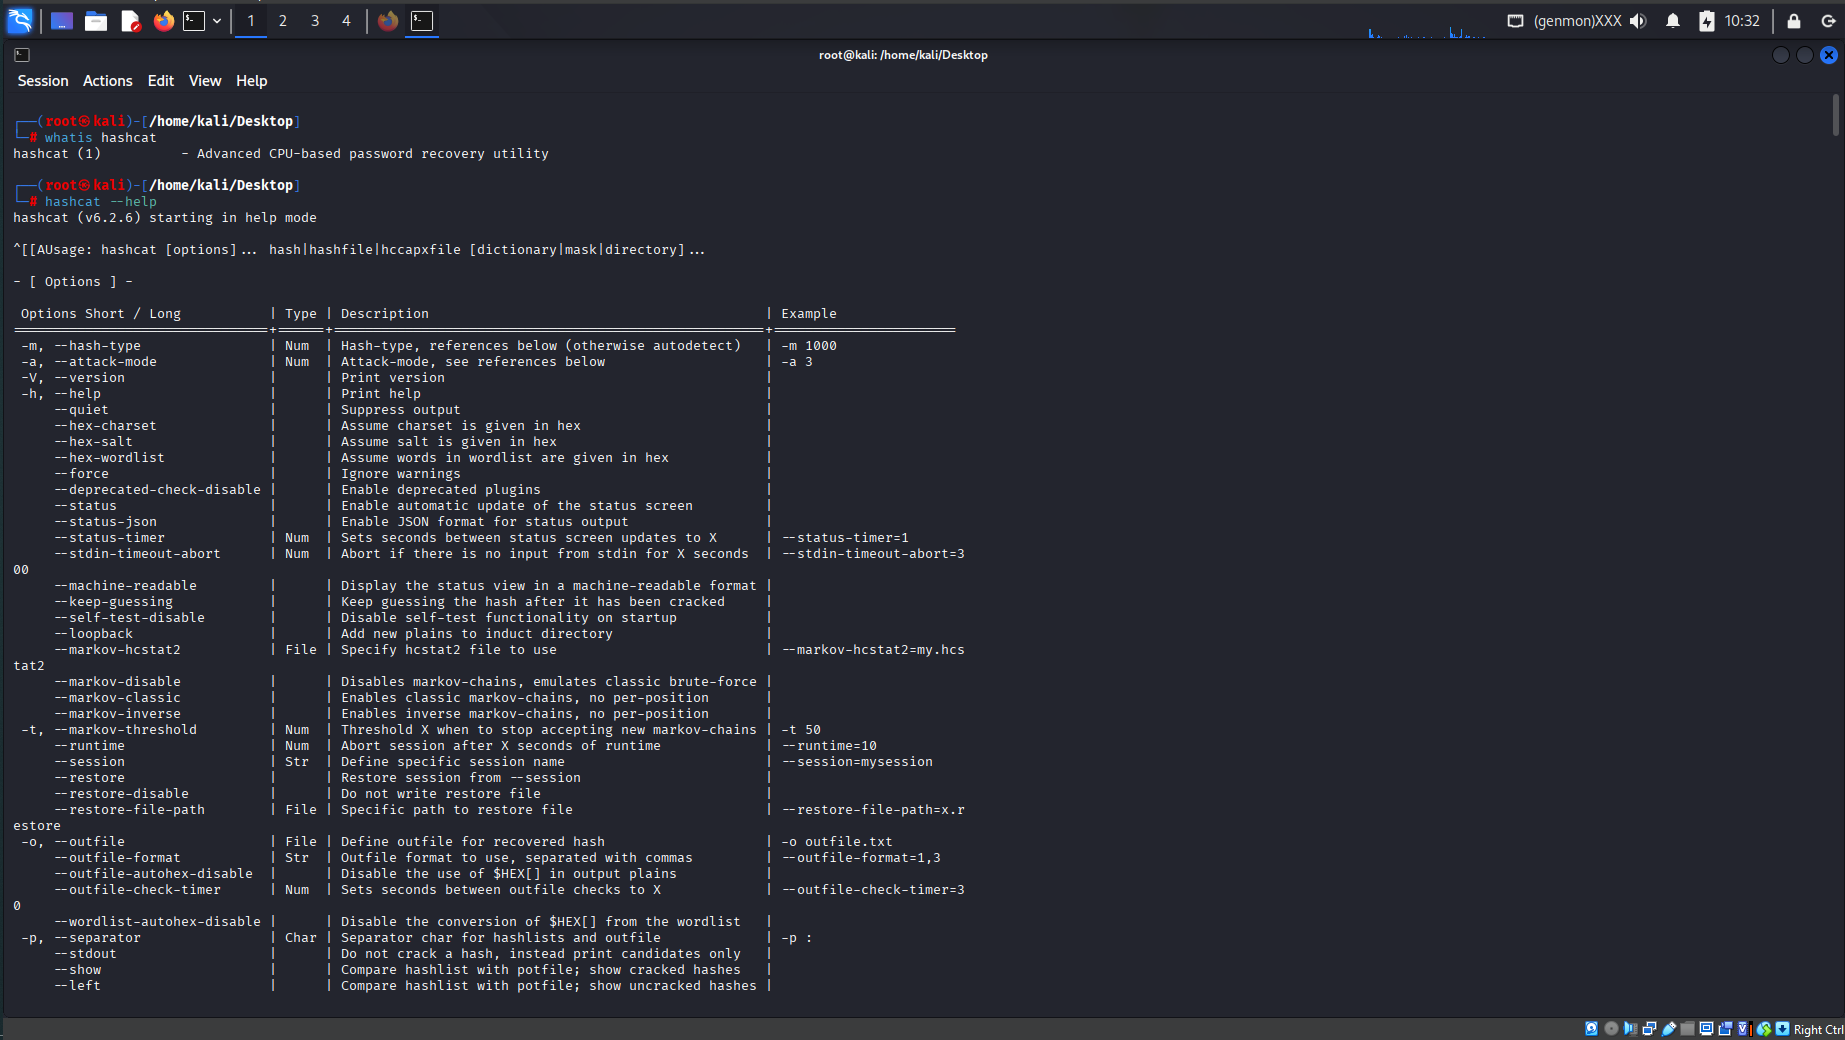 1 2 3 4 (genmon)XXX 10:32
root@kali: /home/kali/Desktop
Session Actions Edit View Help
┌──(root㉿kali)-[/home/kali/Desktop]
└─# whatis hashcat
hashcat (1)          - Advanced CPU-based password recovery utility
┌──(root㉿kali)-[/home/kali/Desktop]
└─# hashcat --help
hashcat (v6.2.6) starting in help mode
^[[AUsage: hashcat [options]... hash|hashfile|hccapxfile [dictionary|mask|directory]...
- [ Options ] -
 Options Short / Long           | Type | Description                                          | Example
================================+======+======================================================+=======================
 -m, --hash-type                | Num  | Hash-type, references below (otherwise autodetect)   | -m 1000
 -a, --attack-mode              | Num  | Attack-mode, see references below                    | -a 3
 -V, --version                  |      | Print version                                        |
 -h, --help                     |      | Print help                                           |
     --quiet                    |      | Suppress output                                      |
     --hex-charset              |      | Assume charset is given in hex                       |
     --hex-salt                 |      | Assume salt is given in hex                          |
     --hex-wordlist             |      | Assume words in wordlist are given in hex            |
     --force                    |      | Ignore warnings                                      |
     --deprecated-check-disable |      | Enable deprecated plugins                            |
     --status                   |      | Enable automatic update of the status screen         |
     --status-json              |      | Enable JSON format for status output                 |
     --status-timer             | Num  | Sets seconds between status screen updates to X      | --status-timer=1
     --stdin-timeout-abort      | Num  | Abort if there is no input from stdin for X seconds  | --stdin-timeout-abort=3
00
     --machine-readable         |      | Display the status view in a machine-readable format |
     --keep-guessing            |      | Keep guessing the hash after it has been cracked     |
     --self-test-disable        |      | Disable self-test functionality on startup           |
     --loopback                 |      | Add new plains to induct directory                   |
     --markov-hcstat2           | File | Specify hcstat2 file to use                          | --markov-hcstat2=my.hcs
tat2
     --markov-disable           |      | Disables markov-chains, emulates classic brute-force |
     --markov-classic           |      | Enables classic markov-chains, no per-position       |
     --markov-inverse           |      | Enables inverse markov-chains, no per-position       |
 -t, --markov-threshold         | Num  | Threshold X when to stop accepting new markov-chains | -t 50
     --runtime                  | Num  | Abort session after X seconds of runtime             | --runtime=10
     --session                  | Str  | Define specific session name                         | --session=mysession
     --restore                  |      | Restore session from --session                       |
     --restore-disable          |      | Do not write restore file                            |
     --restore-file-path        | File | Specific path to restore file                        | --restore-file-path=x.r
estore
 -o, --outfile                  | File | Define outfile for recovered hash                    | -o outfile.txt
     --outfile-format           | Str  | Outfile format to use, separated with commas         | --outfile-format=1,3
     --outfile-autohex-disable  |      | Disable the use of $HEX[] in output plains           |
     --outfile-check-timer      | Num  | Sets seconds between outfile checks to X             | --outfile-check-timer=3
0
     --wordlist-autohex-disable |      | Disable the conversion of $HEX[] from the wordlist   |
 -p, --separator                | Char | Separator char for hashlists and outfile             | -p :
     --stdout                   |      | Do not crack a hash, instead print candidates only   |
     --show                     |      | Compare hashlist with potfile; show cracked hashes   |
     --left                     |      | Compare hashlist with potfile; show uncracked hashes |
Right Ctrl